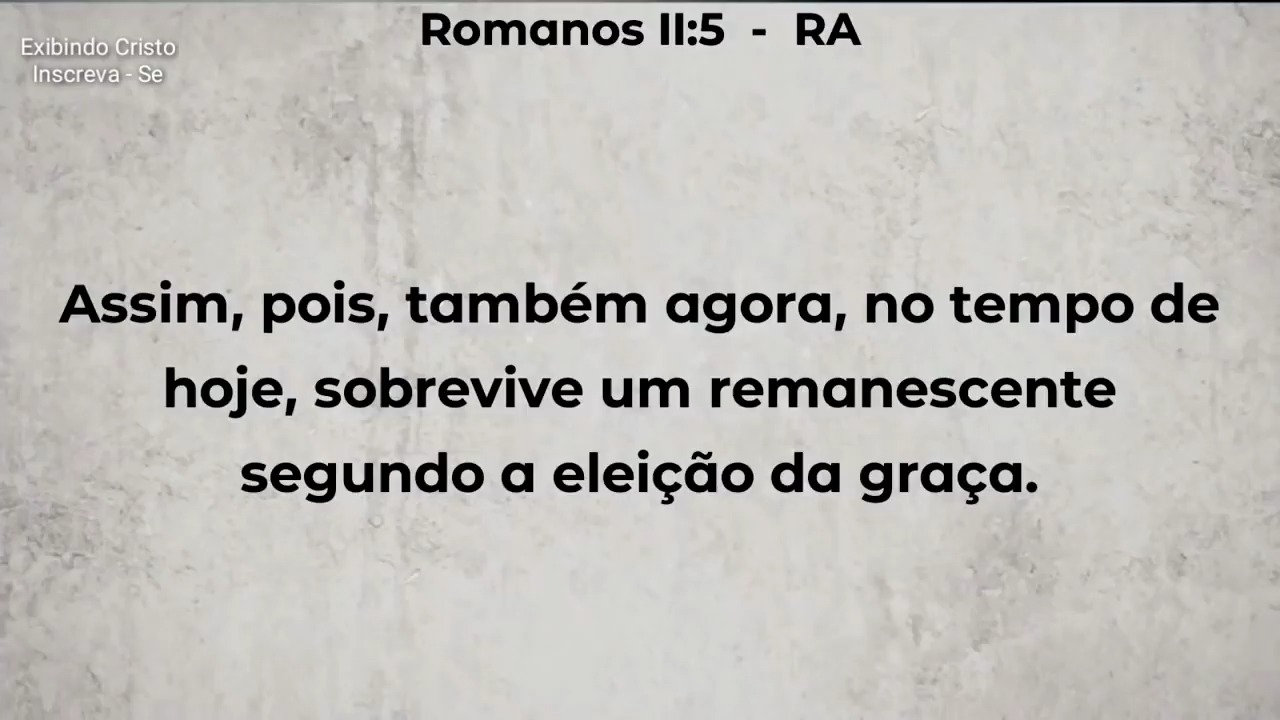 Romanos II:5 - RA
Exibindo Cristo
Inscreva - Se
Assim, pois, também agora, no tempo de
hoje, sobrevive um remanescente
segundo a eleição da graça.